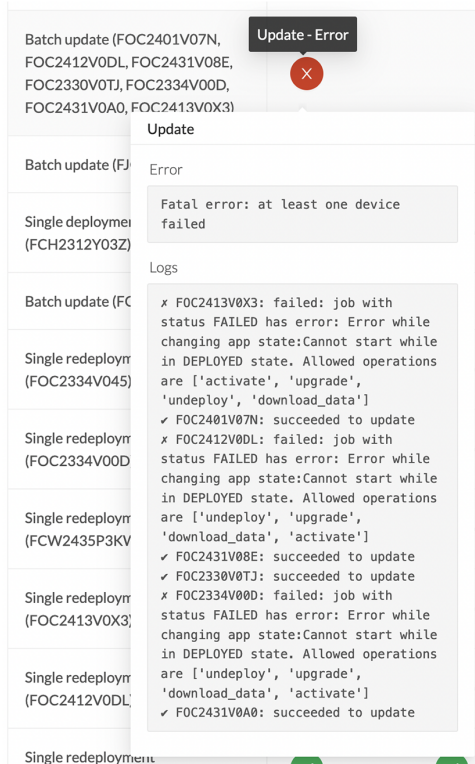 Update - Error
Batch update (FOC2401V07N,
FOC2412V0DL, FOC2431V08E,
FOC2330V0TJ, FOC2334V00D,
FOC2431V0A0, FOC2413V0X3)
X
Update
Batch update (FJ
Error
Fatal error: at least one device
failed
Single deploymen
(FCH2312Y03Z)
Logs
Batch update (FO
Single redeploym
(FOC2334V045)
Single redeploym
(FOC2334V00D
Single redeploym
(FCW2435P3KV
Single redeploym
(FOC2413V0X3)
Single redeploym
(FOC2412V0DL)
Single redeployment
✗ FOC2413V0X3: failed: job with
status FAILED has error: Error while
changing app state:Cannot start while
in DEPLOYED state. Allowed operations
are ['activate', 'upgrade',
'undeploy', 'download_data']
✔ FOC2401V07N: succeeded to update
✗ FOC2412V0DL: failed: job with
status FAILED has error: Error while
changing app state:Cannot start while
in DEPLOYED state. Allowed operations
are ['undeploy', 'upgrade',
'download_data', 'activate']
✔ FOC2431V08E: succeeded to update
✔ FOC2330V0TJ: succeeded to update
✗ FOC2334V00D: failed: job with
status FAILED has error: Error while
changing app state:Cannot start while
in DEPLOYED state. Allowed operations
are ['undeploy', 'upgrade',
'download_data', 'activate']
✔ FOC2431V0A0: succeeded to update